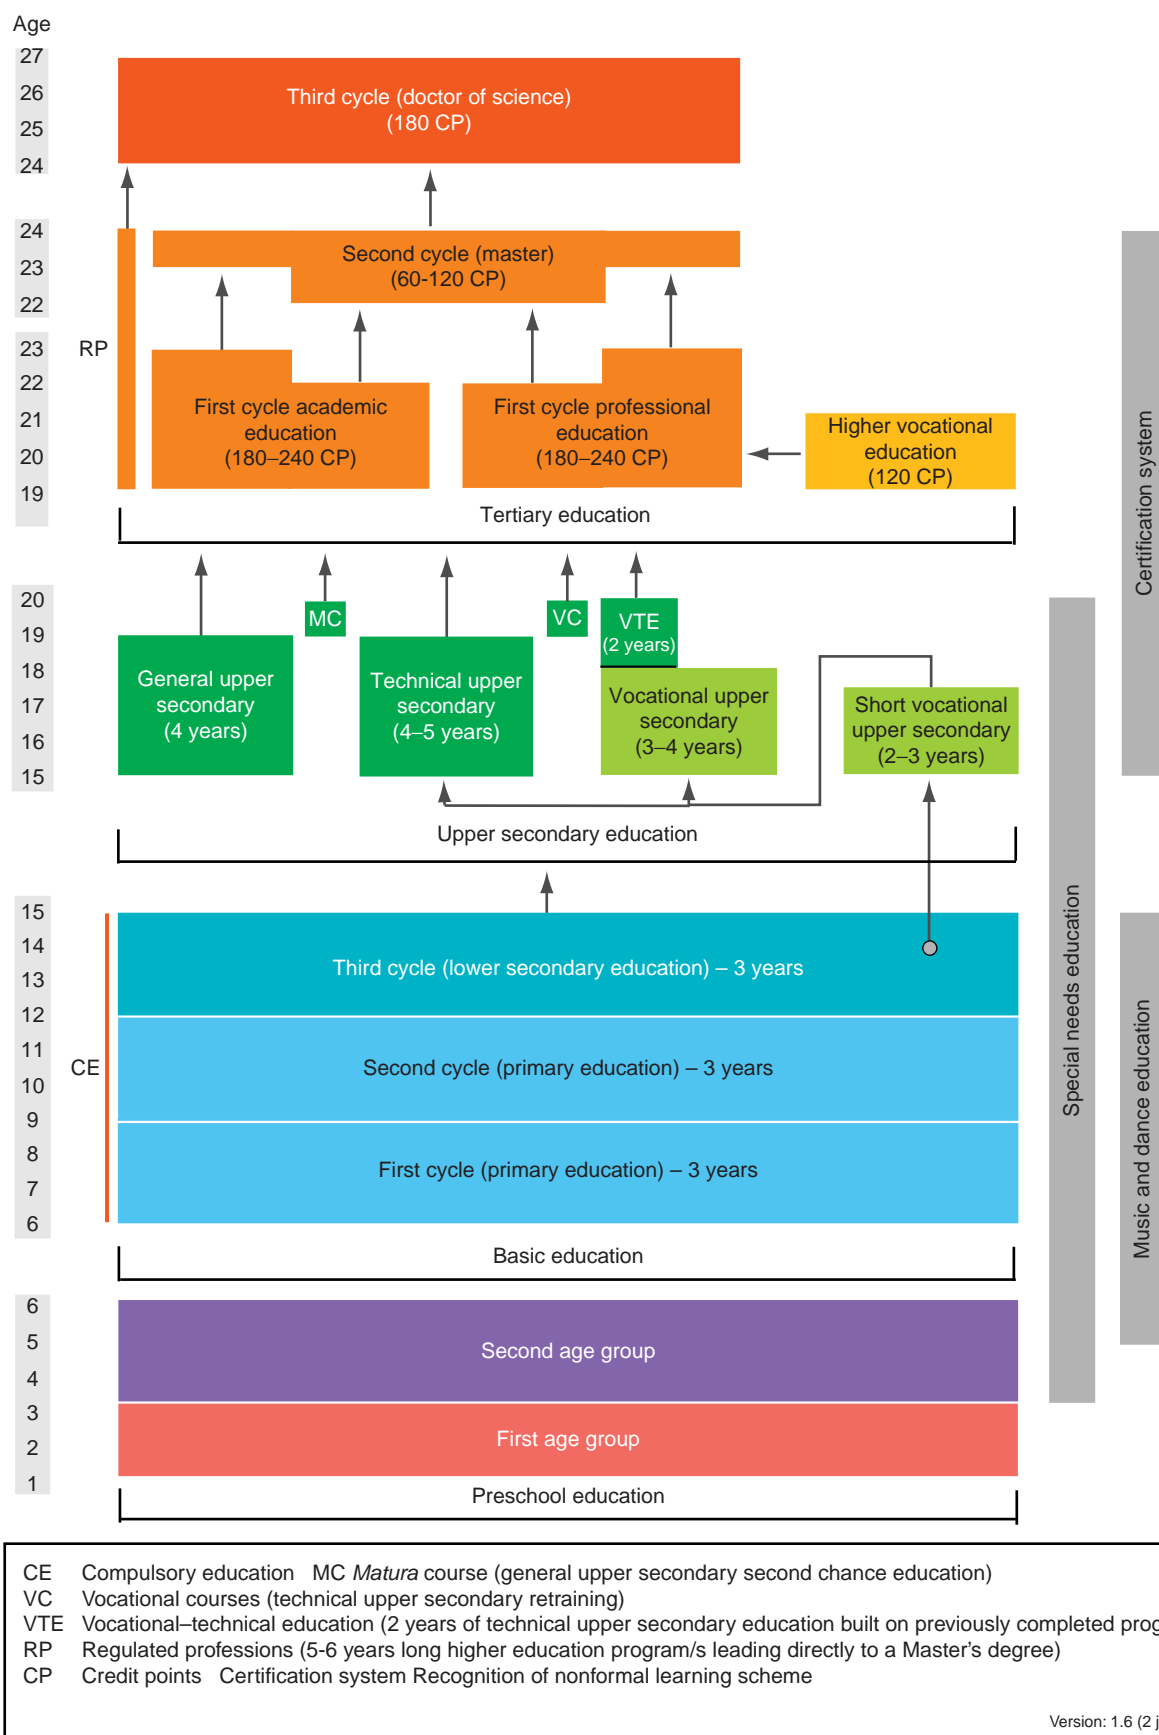 Age
27
26
25
24
Third cycle (doctor of science)
(180 CP)
24
23
22
Second cycle (master)
(60-120 CP)
23
22
21
20
19
RP
First cycle academic
education
(180–240 CP)
First cycle professional
education
(180–240 CP)
Higher vocational
education
(120 CP)
Tertiary education
Certification system
20
19
18
17
16
15
MC
VC
VTE
(2 years)
General upper
secondary
(4 years)
Technical upper
secondary
(4–5 years)
Vocational upper
secondary
(3–4 years)
Short vocational
upper secondary
(2–3 years)
Upper secondary education
Special needs education
15
14
13
12
11
10
9
8
7
6
CE
Third cycle (lower secondary education) – 3 years
Second cycle (primary education) – 3 years
First cycle (primary education) – 3 years
Music and dance education
Basic education
6
5
4
3
2
1
Second age group
First age group
Preschool education
CE Compulsory education MC Matura course (general upper secondary second chance education)
VC Vocational courses (technical upper secondary retraining)
VTE Vocational–technical education (2 years of technical upper secondary education built on previously completed prog
RP Regulated professions (5-6 years long higher education program/s leading directly to a Master's degree)
CP Credit points Certification system Recognition of nonformal learning scheme
Version: 1.6 (2 j